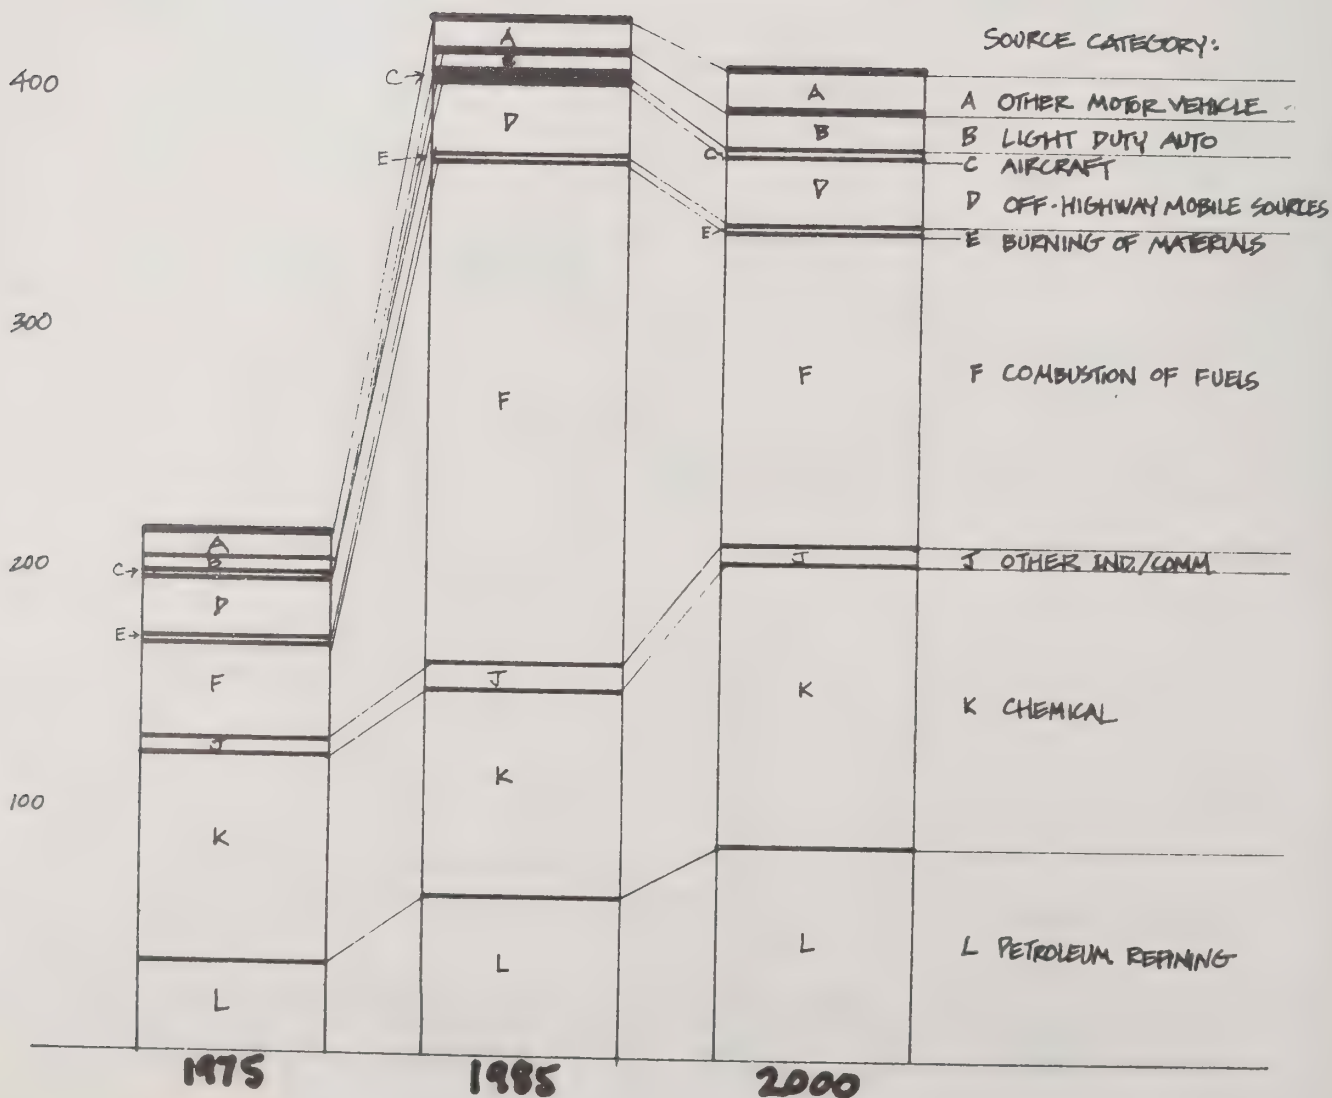 SOURCE CATEGORY:
400
300
200
100
A
B
C→
D
E→
F
J
K
L
A
C→
D
E→
F
J
K
L
A
B
C
D
E
F
J
K
L
A OTHER MOTOR VEHICLE
B LIGHT DUTY AUTO
C AIRCRAFT
D OFF-HIGHWAY MOBILE SOURCES
E BURNING OF MATERIALS
F COMBUSTION OF FUELS
J OTHER IND./COMM
K CHEMICAL
L PETROLEUM REFINING
1975
1985
2000